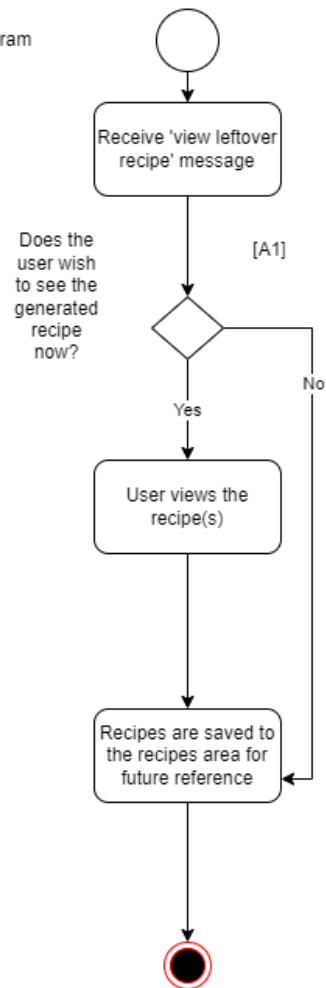 ram
Receive 'view leftover
recipe' message
Does the
user wish
to see the
generated
recipe
now?
[A1]
No
Yes
User views the
recipe(s)
Recipes are saved to
the recipes area for
future reference